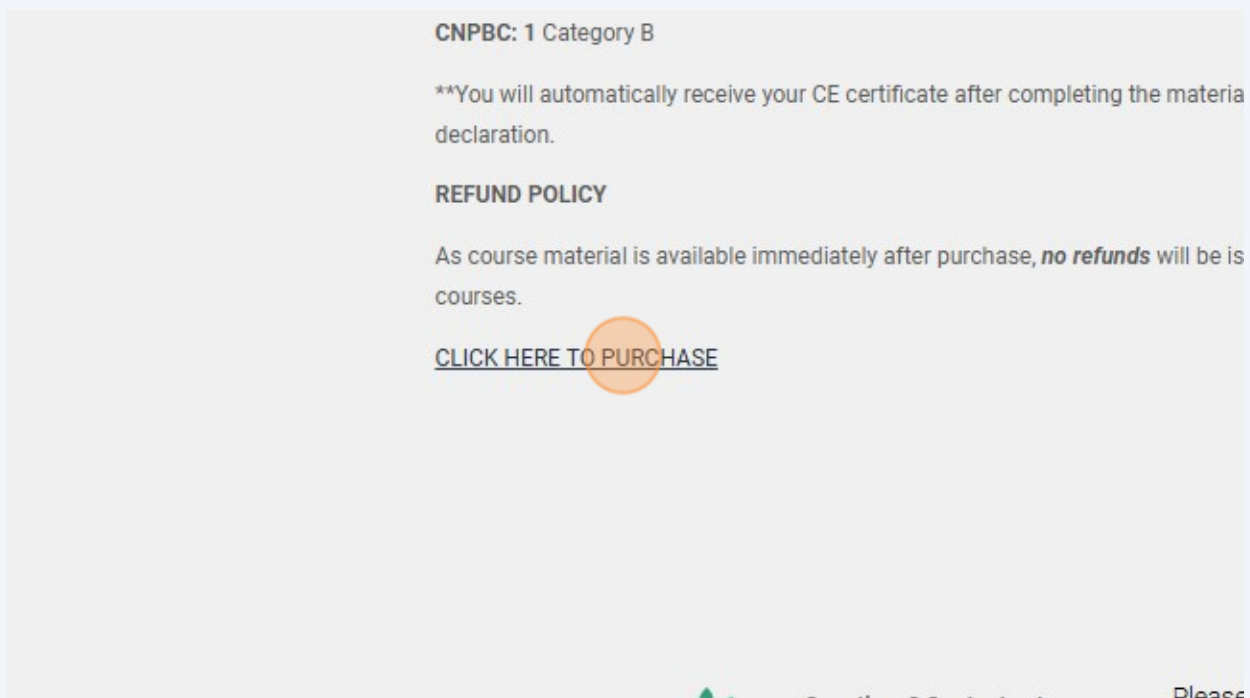 CNPBC: 1 Category B
**You will automatically receive your CE certificate after completing the materia
declaration.
REFUND POLICY
As course material is available immediately after purchase, no refunds will be is
courses.
CLICK HERE TO PURCHASE
Please